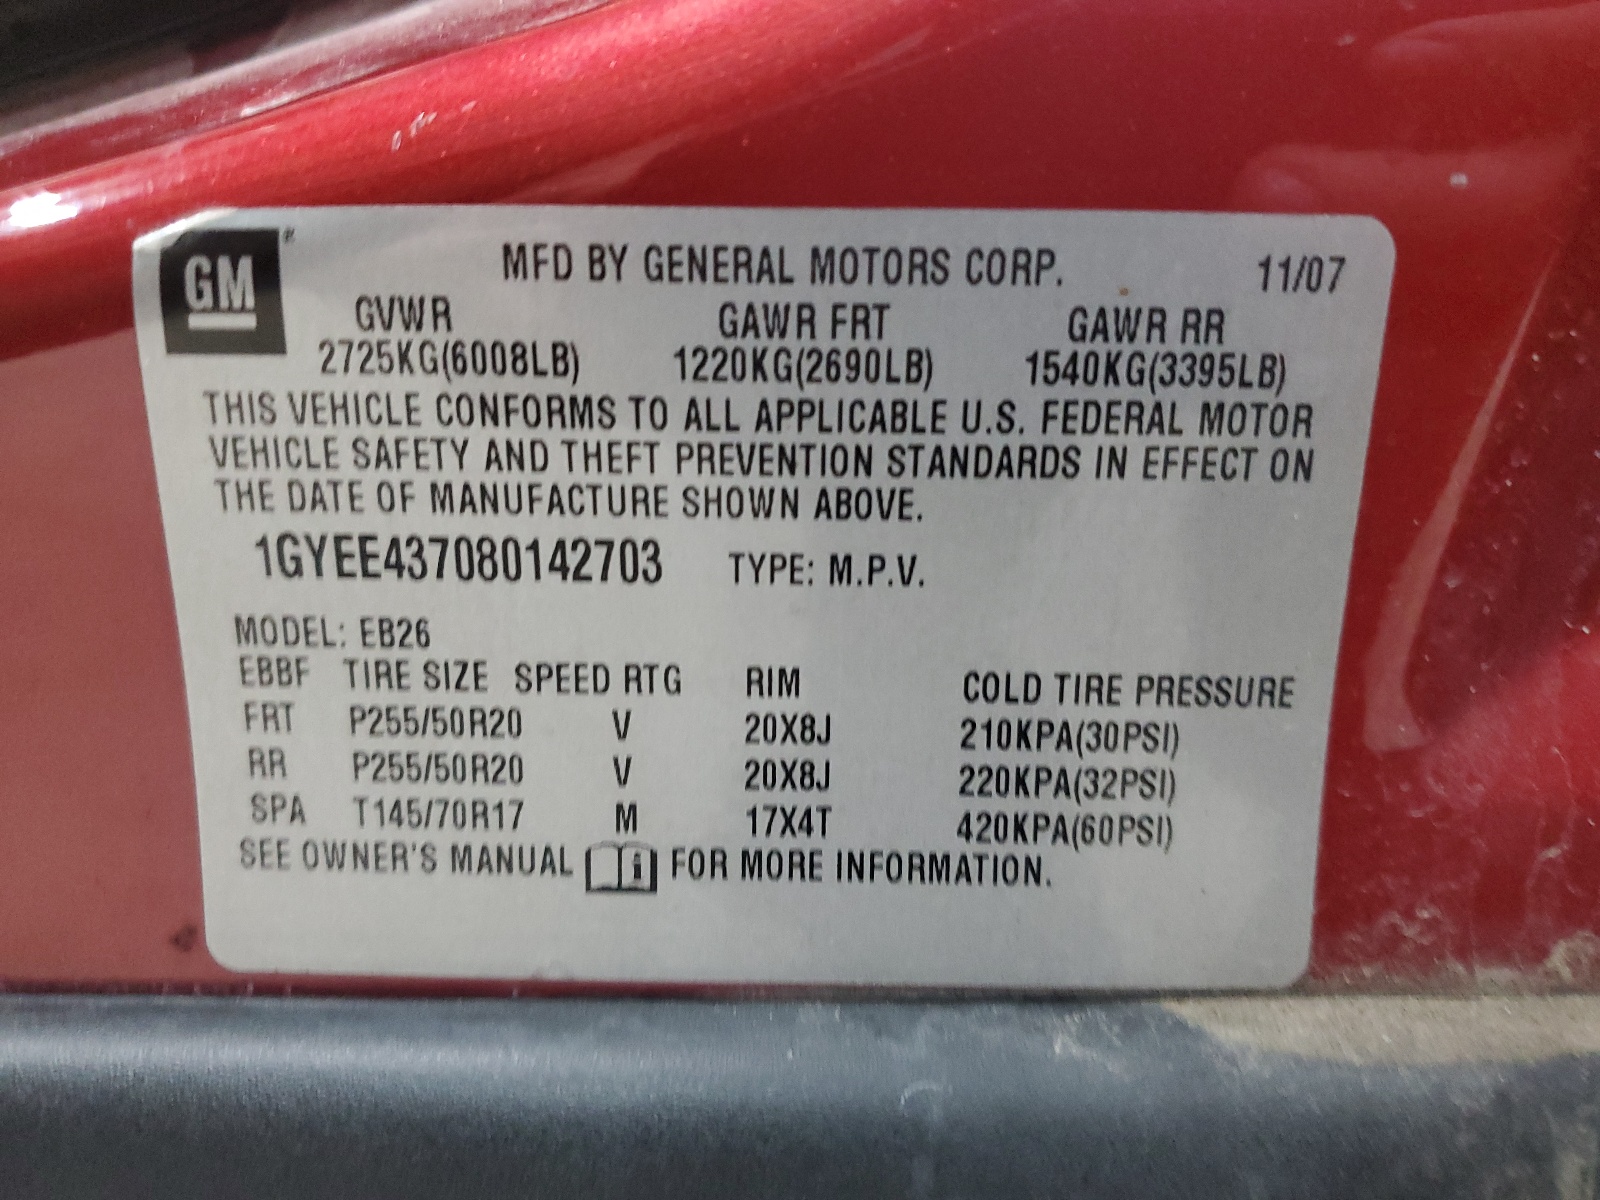 GM
MFD BY GENERAL MOTORS CORP. 11/07
GVWR GAWR FRT GAWR RR
2725KG(6008LB) 1220KG(2690LB) 1540KG(3395LB)
THIS VEHICLE CONFORMS TO ALL APPLICABLE U.S. FEDERAL MOTOR
VEHICLE SAFETY AND THEFT PREVENTION STANDARDS IN EFFECT ON
THE DATE OF MANUFACTURE SHOWN ABOVE.
1GYEE437080142703 TYPE: M.P.V.
MODEL: EB26
EBBF TIRE SIZE SPEED RTG RIM COLD TIRE PRESSURE
FRT P255/50R20 V 20X8J 210KPA(30PSI)
RR P255/50R20 V 20X8J 220KPA(32PSI)
SPA T145/70R17 M 17X4T 420KPA(60PSI)
SEE OWNER'S MANUAL i FOR MORE INFORMATION.